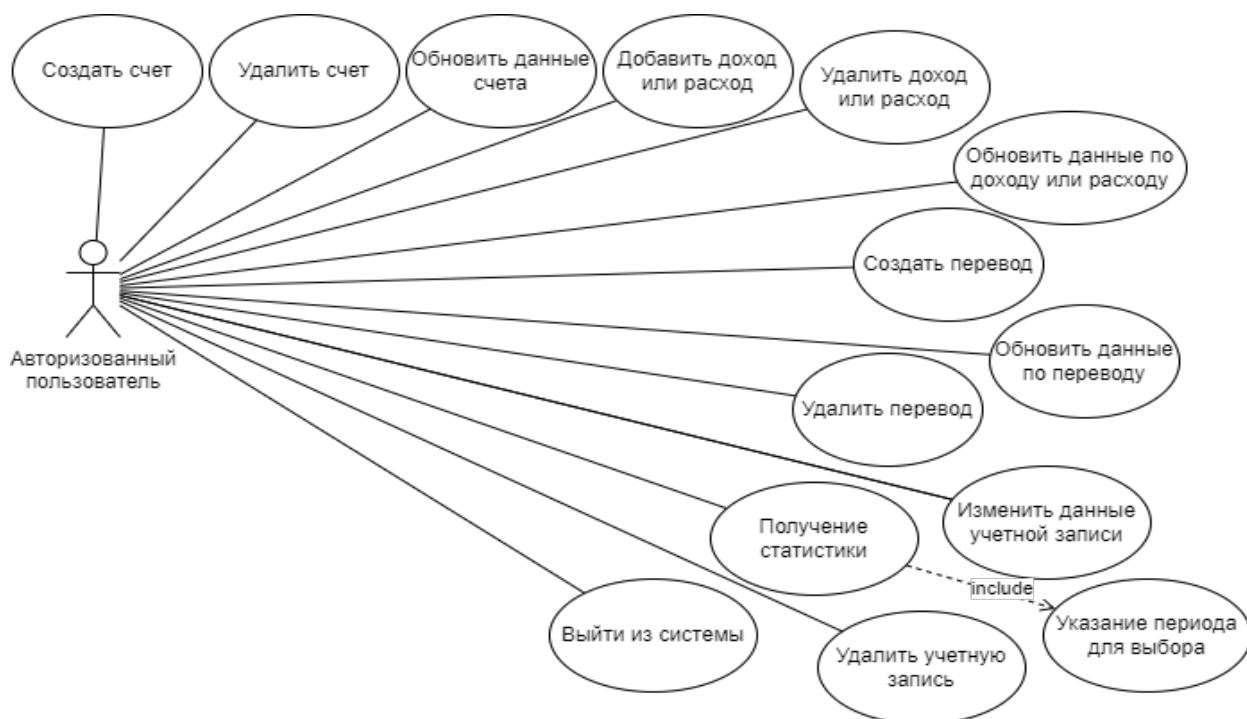 Создать счет
Удалить счет
Обновить данные
счета
Добавить доход
или расход
Удалить доход
или расход
Обновить данные по
доходу или расходу
Создать перевод
Авторизованный
пользователь
Обновить данные
по переводу
Удалить перевод
Изменить данные
учетной записи
Получение
статистики
include
Указание периода
для выбора
Выйти из системы
Удалить учетную
запись